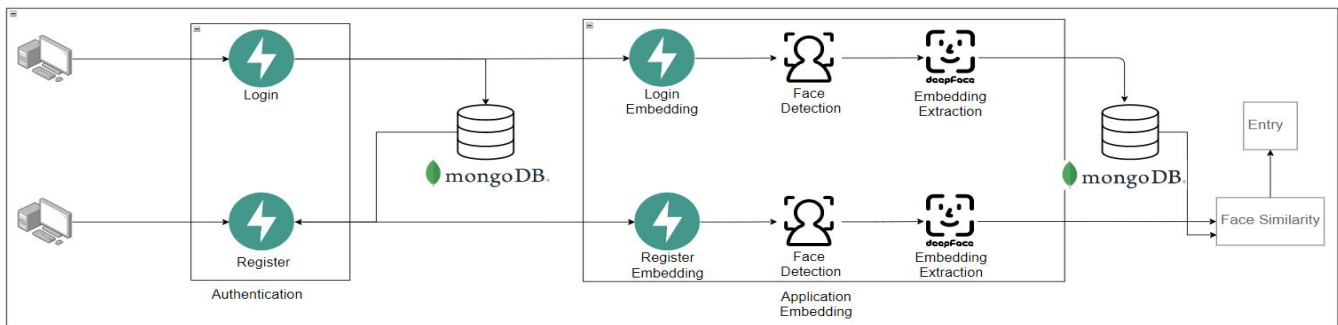 Login
Register
Authentication
mongoDB®
Login
Embedding
Face
Detection
deepFace
Embedding
Extraction
Register
Embedding
Face
Detection
deepFace
Embedding
Extraction
Application
Embedding
mongoDB®
Entry
Face Similarity